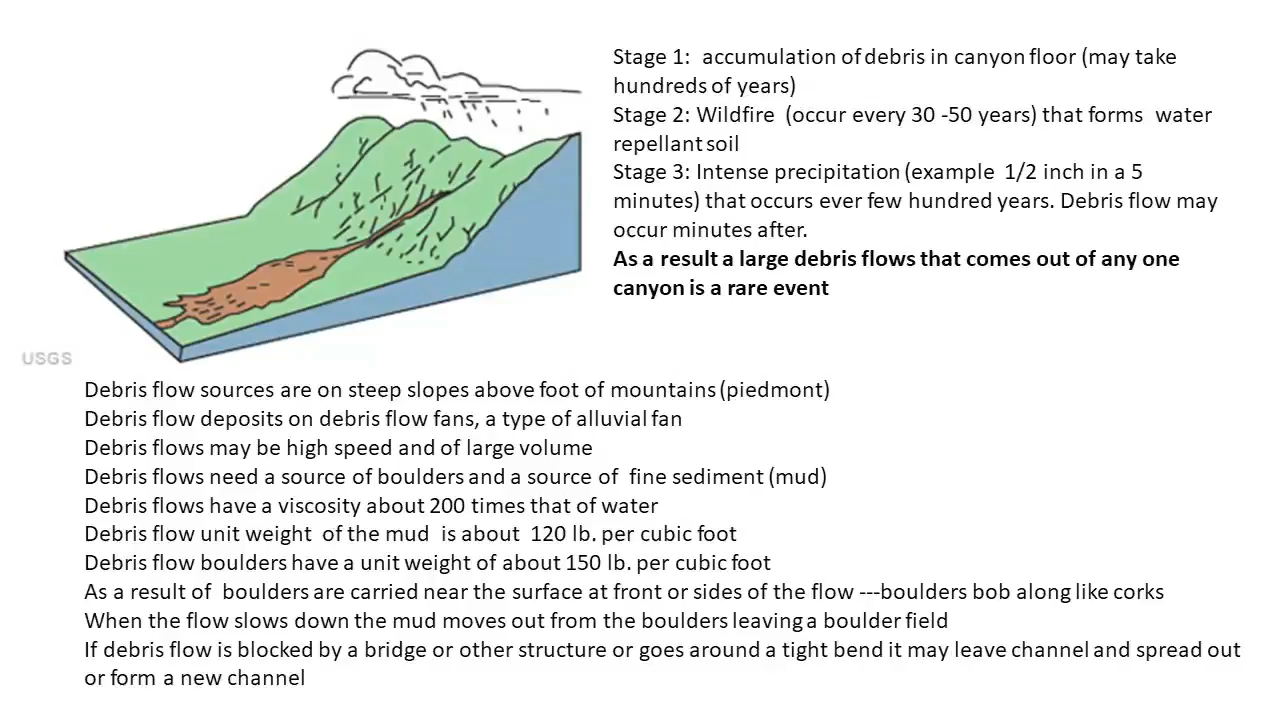 Stage 1: accumulation of debris in canyon floor (may take
hundreds of years)
Stage 2: Wildfire (occur every 30 -50 years) that forms water
repellant soil
Stage 3: Intense precipitation (example 1/2 inch in a 5
minutes) that occurs ever few hundred years. Debris flow may
occur minutes after.
As a result a large debris flows that comes out of any one
canyon is a rare event
USGS
Debris flow sources are on steep slopes above foot of mountains (piedmont)
Debris flow deposits on debris flow fans, a type of alluvial fan
Debris flows may be high speed and of large volume
Debris flows need a source of boulders and a source of fine sediment (mud)
Debris flows have a viscosity about 200 times that of water
Debris flow unit weight of the mud is about 120 lb. per cubic foot
Debris flow boulders have a unit weight of about 150 lb. per cubic foot
As a result of boulders are carried near the surface at front or sides of the flow ---boulders bob along like corks
When the flow slows down the mud moves out from the boulders leaving a boulder field
If debris flow is blocked by a bridge or other structure or goes around a tight bend it may leave channel and spread out
or form a new channel